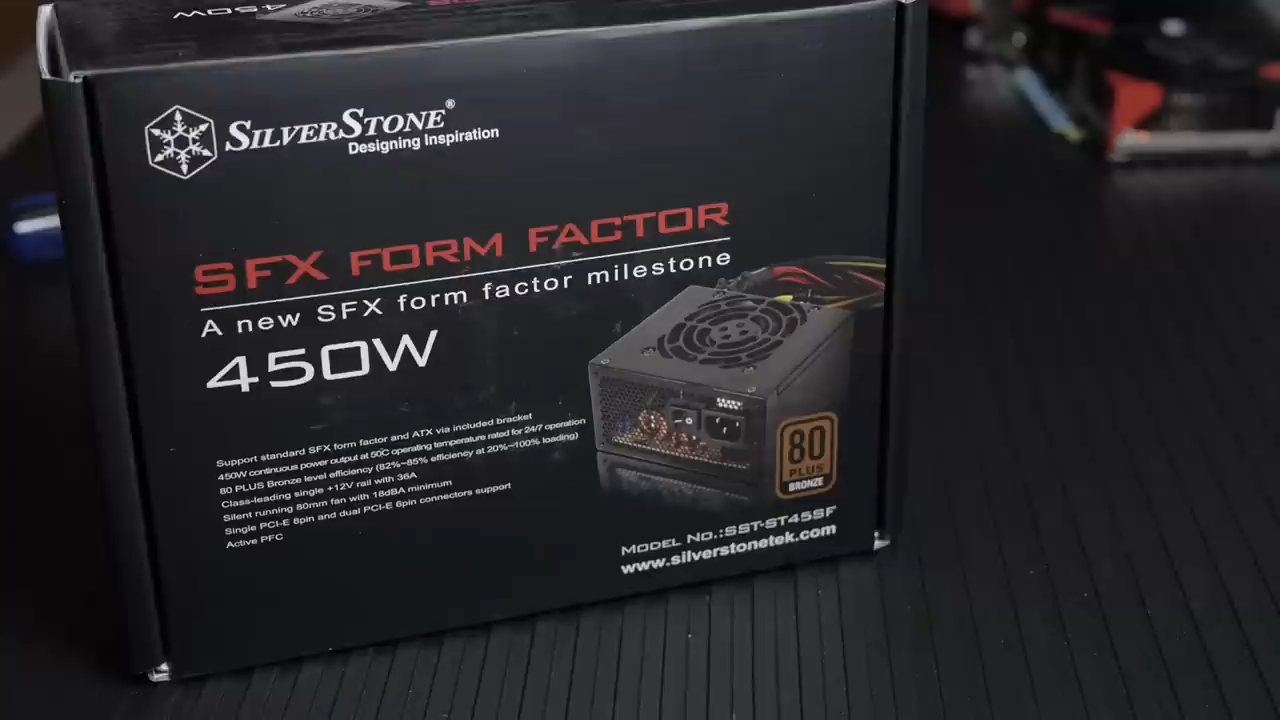 450W
SILVERSTONE®
Designing Inspiration
SFX FORM FACTOR
A new SFX form factor milestone
450W
Support standard SFX form factor and ATX via included bracket
450W continuous power output at 50C operating temperature rated for 24/7 operation
80 PLUS Bronze level efficiency (82%~85% efficiency at 20%~100% loading)
Class-leading single +12V rail with 36A
Silent running 80mm fan with 18dBA minimum
Single PCI-E 8pin and dual PCI-E 6pin connectors support
Active PFC
80
PLUS
BRONZE
MODEL NO.:SST-ST45SF
www.silverstonetek.com